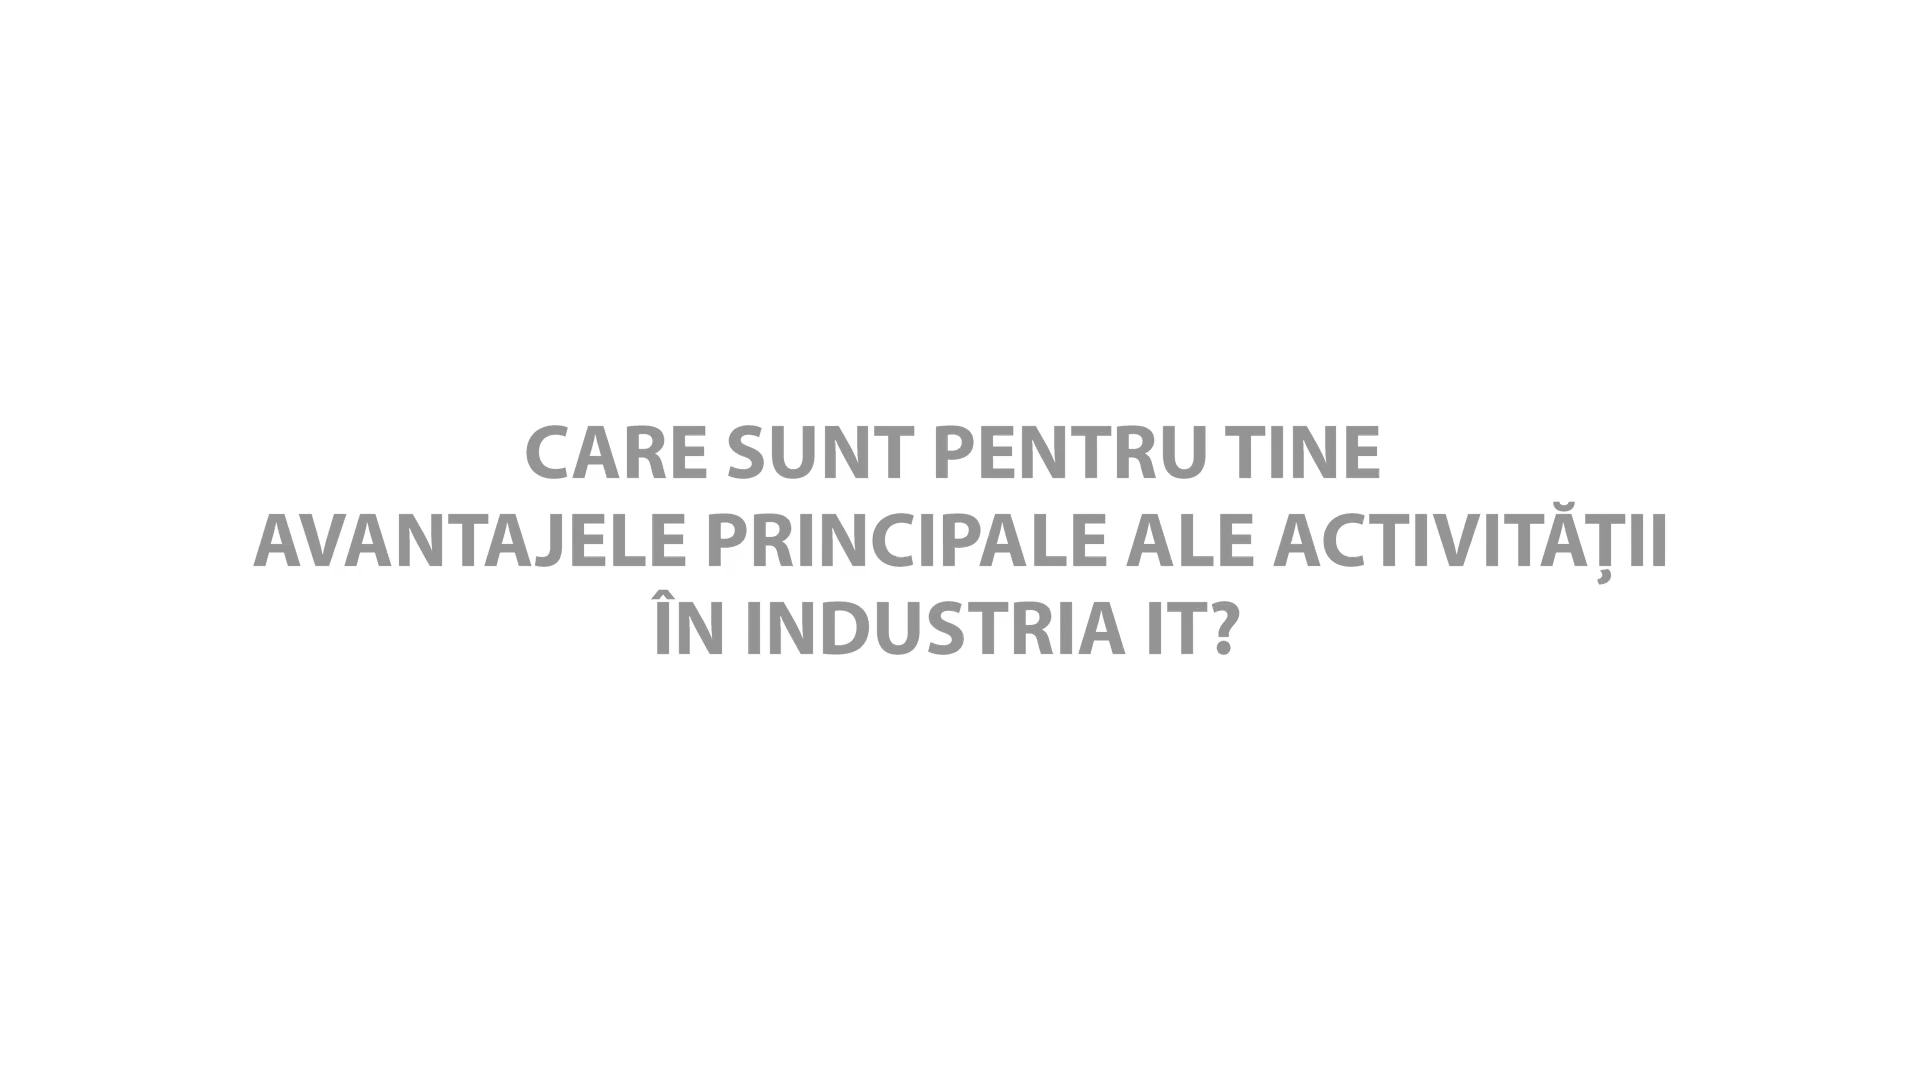 CARE SUNT PENTRU TINE
AVANTAJELE PRINCIPALE ALE ACTIVITĂȚII
ÎN INDUSTRIA IT?